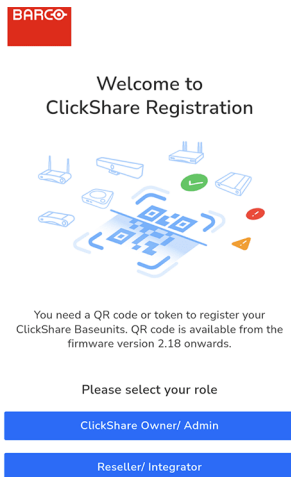 BARCO
Welcome to
ClickShare Registration
You need a QR code or token to register your
ClickShare Baseunits. QR code is available from the
firmware version 2.18 onwards.
Please select your role
ClickShare Owner/ Admin
Reseller/ Integrator